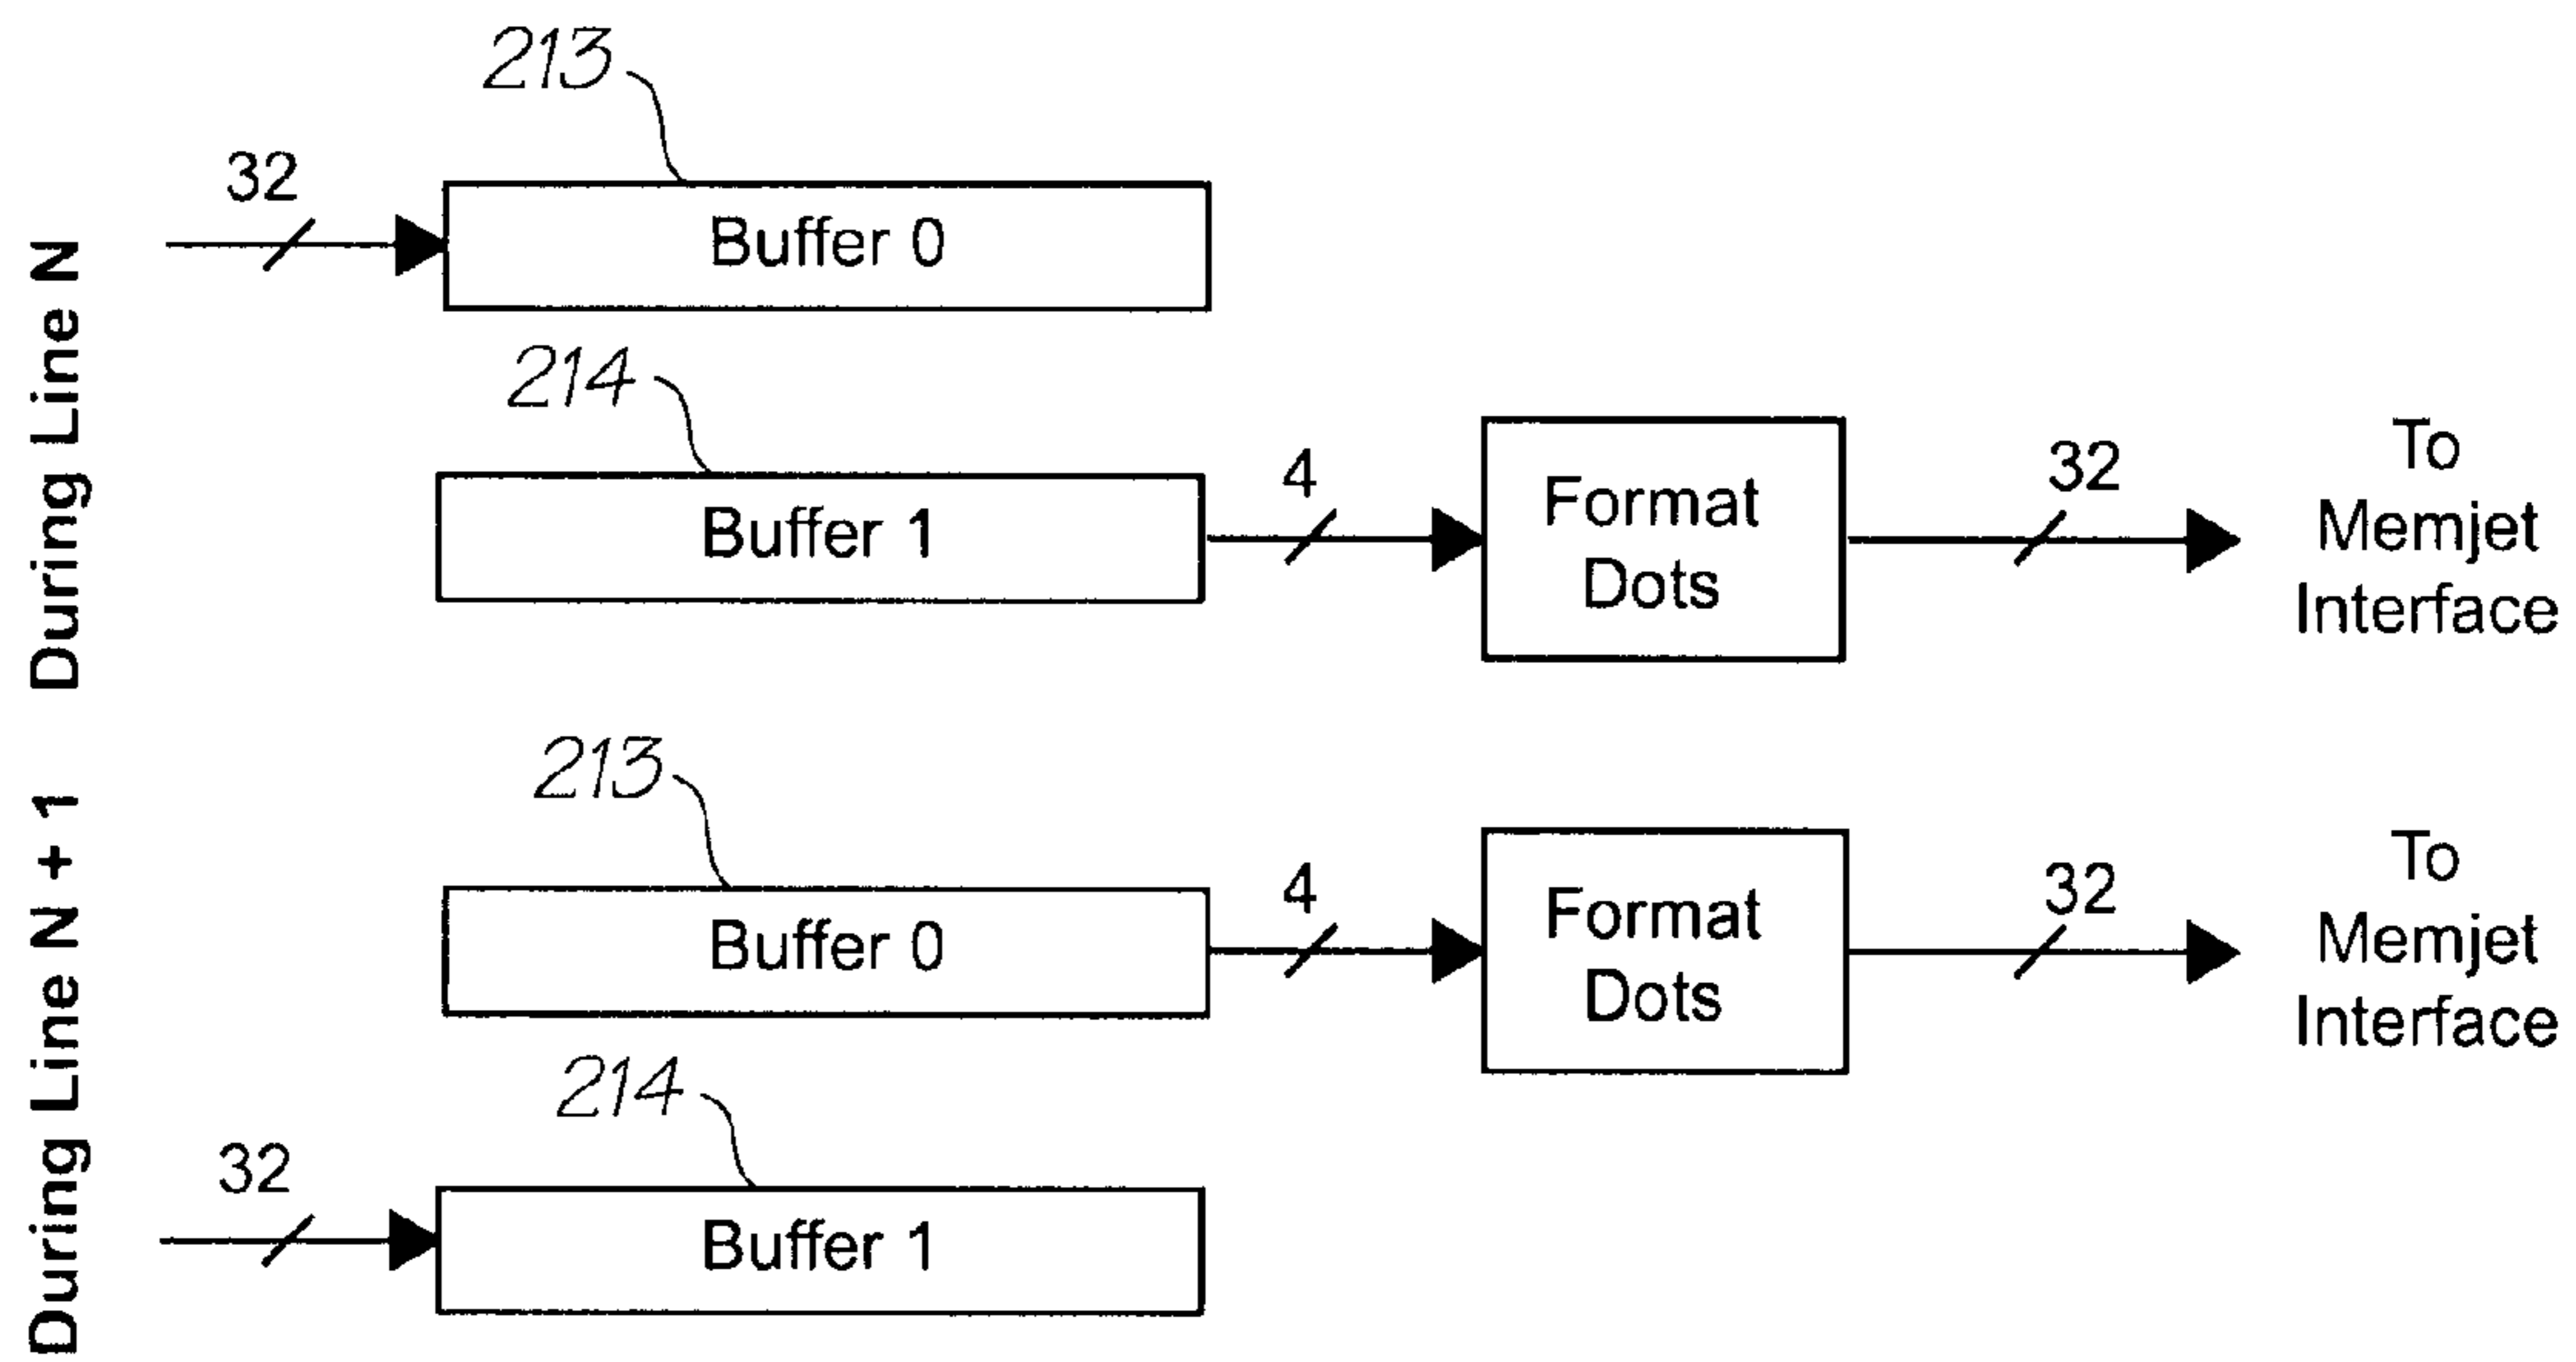 During Line N
213
32
Buffer 0
214
Buffer 1
4
Format
Dots
32
To
Memjet
Interface
During Line N + 1
213
Buffer 0
4
Format
Dots
32
To
Memjet
Interface
214
32
Buffer 1